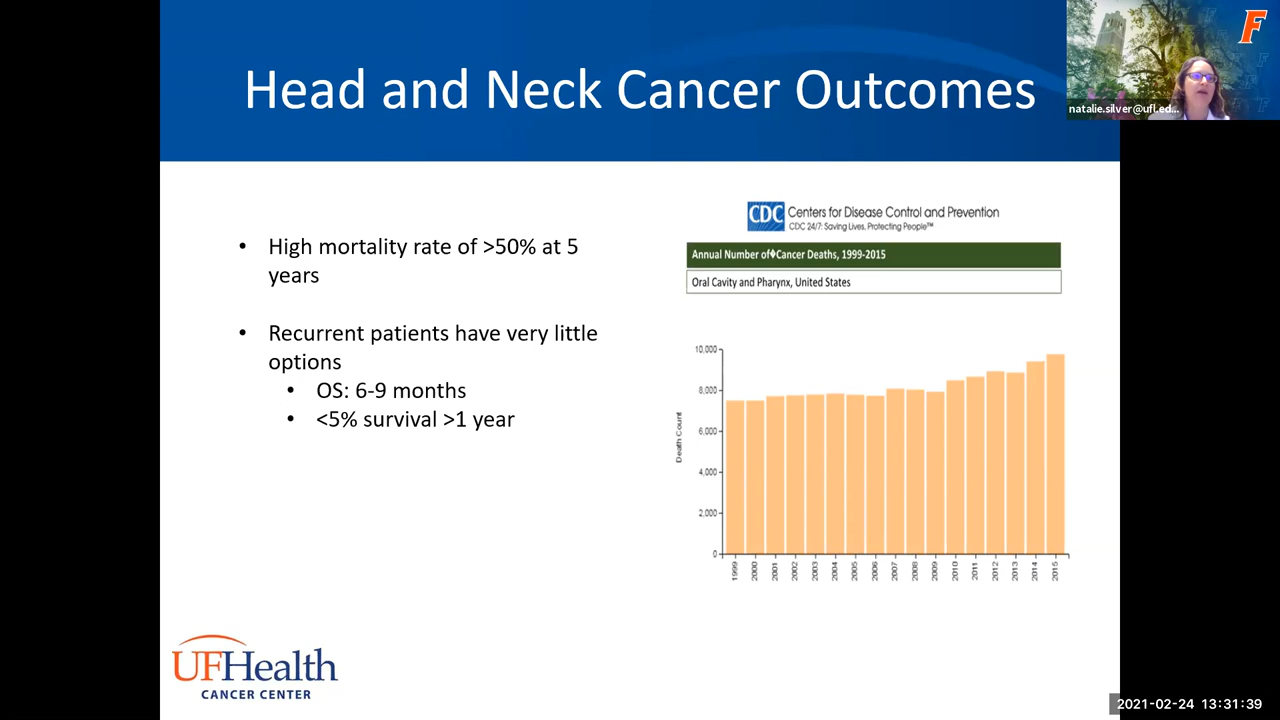 Head and Neck Cancer Outcomes
F
natalie.silver@ufl.ed...
• High mortality rate of >50% at 5
years
• Recurrent patients have very little
options
• OS: 6-9 months
• <5% survival >1 year
CDC Centers for Disease Control and Prevention
CDC 24/7: Saving Lives. Protecting People™
Annual Number of�Cancer Deaths, 1999-2015
Oral Cavity and Pharynx, United States
Death Count
10,000
8,000
6,000
4,000
2,000
0
1999 2000 2001 2002 2003 2004 2005 2006 2007 2008 2009 2010 2011 2012 2013 2014 2015
UFHealth
CANCER CENTER
2021-02-24 13:31:39